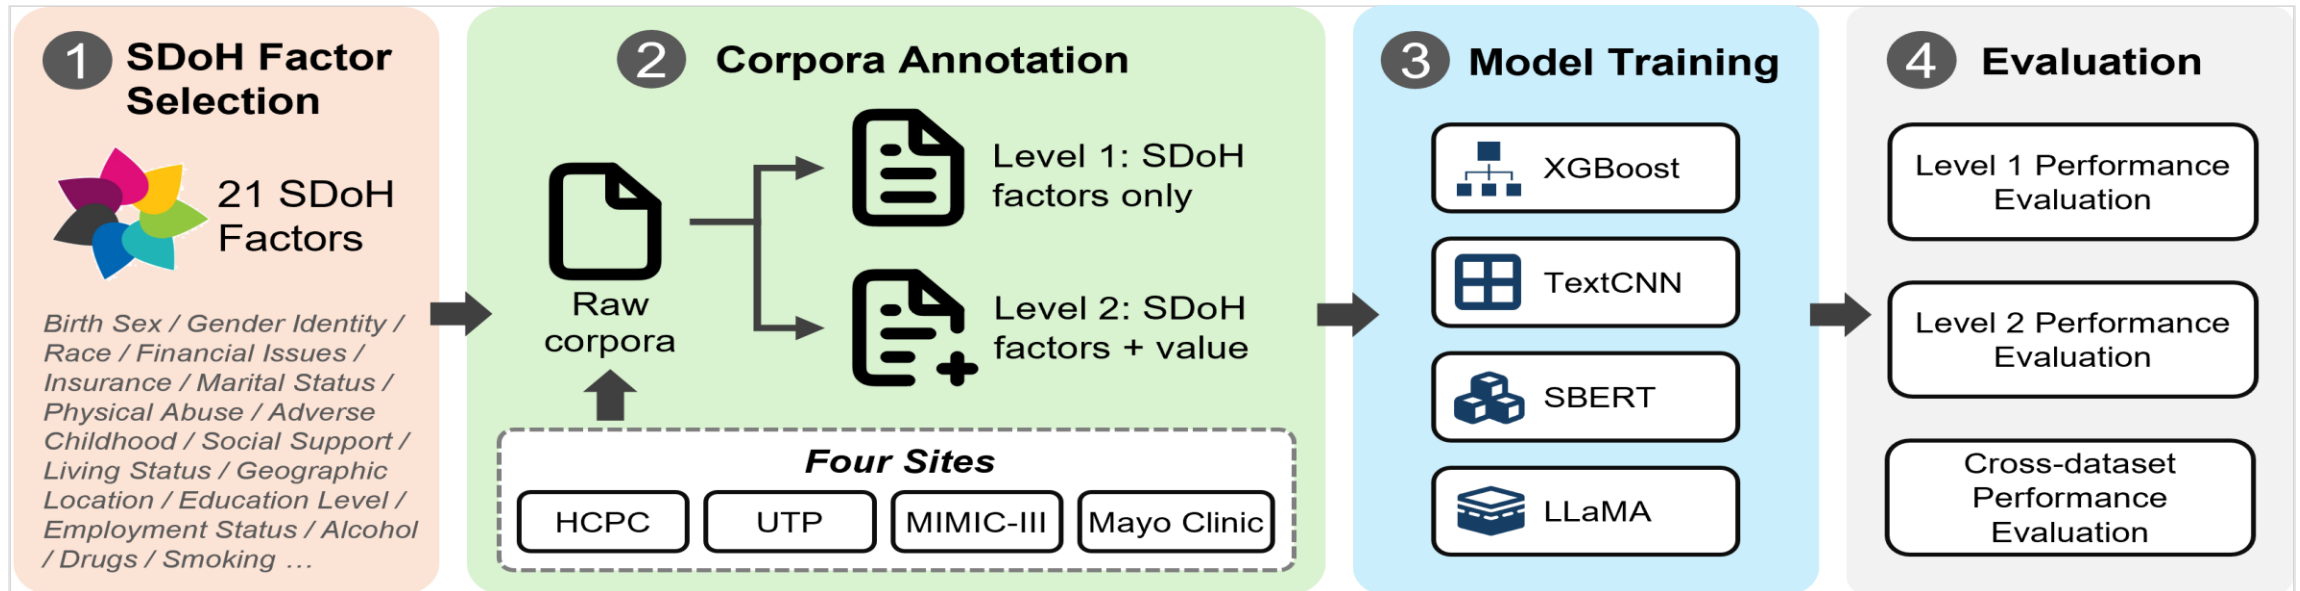 1 SDoH Factor
Selection
21 SDoH
Factors
Birth Sex / Gender Identity /
Race / Financial Issues /
Insurance / Marital Status /
Physical Abuse / Adverse
Childhood / Social Support /
Living Status / Geographic
Location / Education Level /
Employment Status / Alcohol
/ Drugs / Smoking ...
2 Corpora Annotation
Raw
corpora
Level 1: SDoH
factors only
Level 2: SDoH
factors + value
Four Sites
HCPC
UTP
MIMIC-III
Mayo Clinic
3 Model Training
XGBoost
TextCNN
SBERT
LLaMA
4 Evaluation
Level 1 Performance
Evaluation
Level 2 Performance
Evaluation
Cross-dataset
Performance
Evaluation